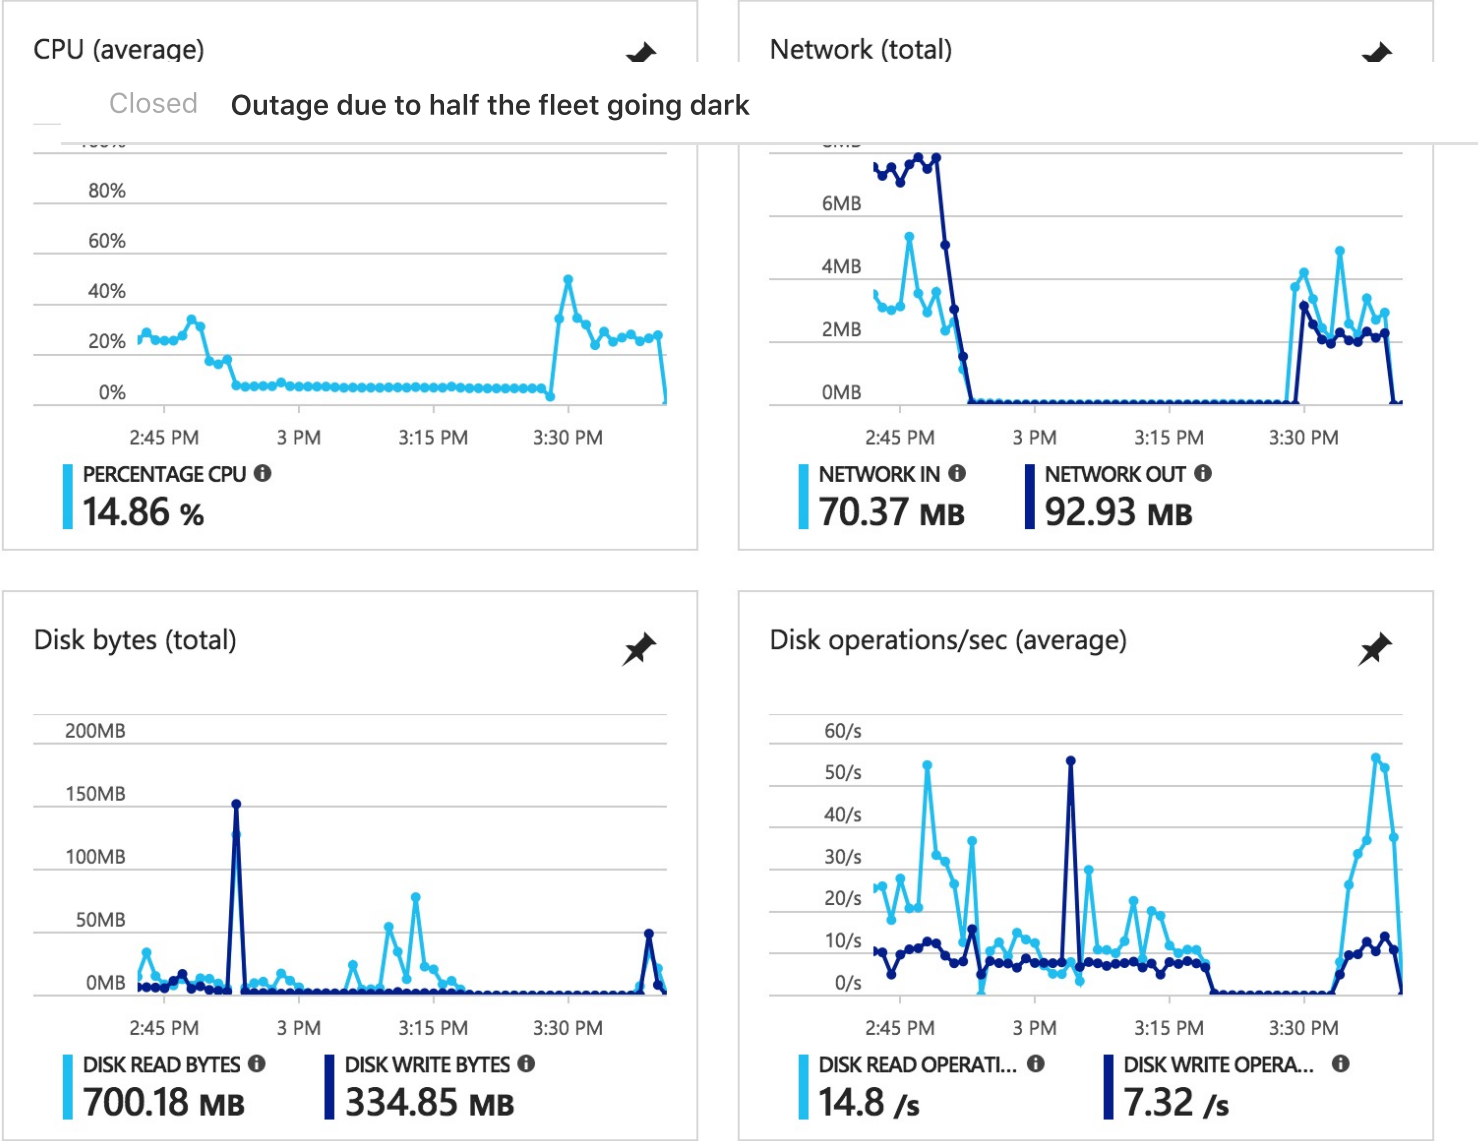 CPU (average)
Network (total)
Closed Outage due to half the fleet going dark
80%
60%
40%
20%
0%
2:45 PM 3 PM 3:15 PM 3:30 PM
PERCENTAGE CPU
14.86 %
6MB
4MB
2MB
0MB
2:45 PM 3 PM 3:15 PM 3:30 PM
NETWORK IN NETWORK OUT
70.37 MB 92.93 MB
Disk bytes (total)
200MB
150MB
100MB
50MB
0MB
2:45 PM 3 PM 3:15 PM 3:30 PM
DISK READ BYTES DISK WRITE BYTES
700.18 MB 334.85 MB
Disk operations/sec (average)
60/s
50/s
40/s
30/s
20/s
10/s
0/s
2:45 PM 3 PM 3:15 PM 3:30 PM
DISK READ OPERATI... DISK WRITE OPERA...
14.8 /s 7.32 /s